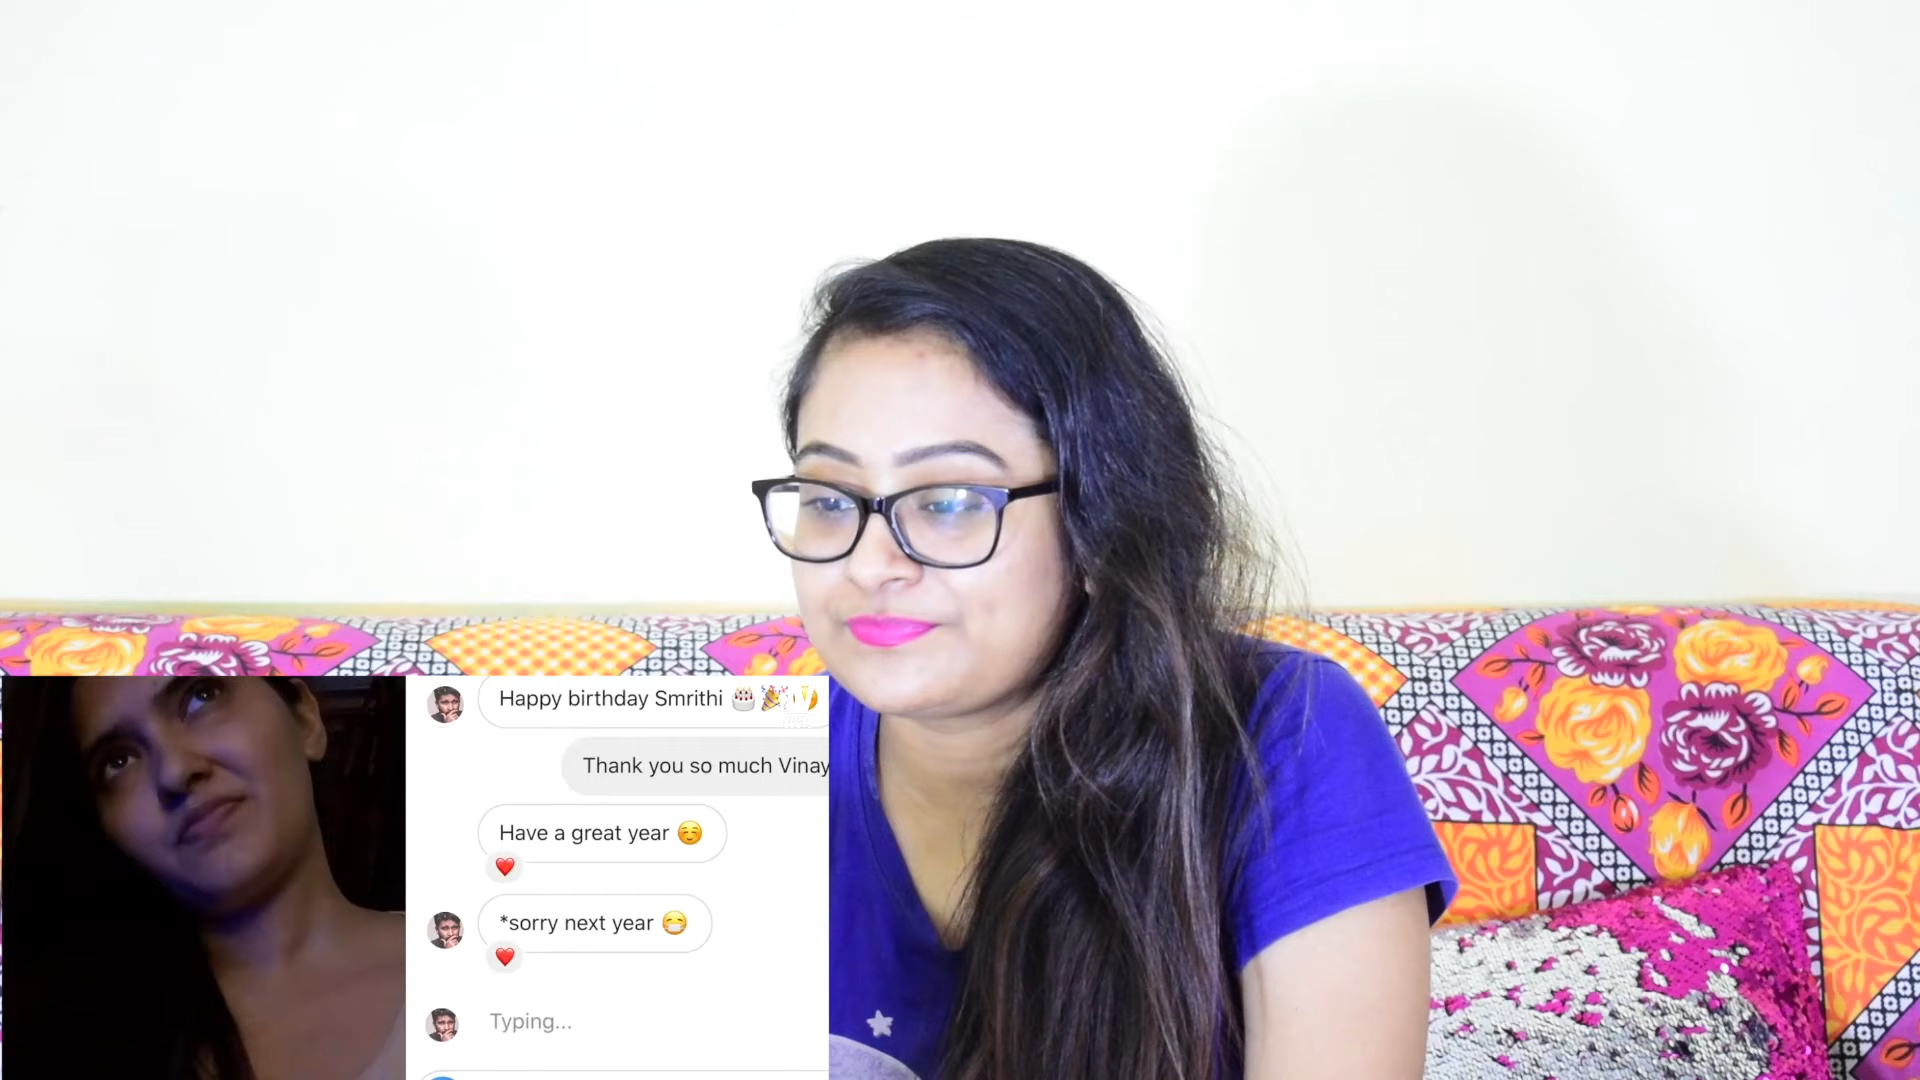 Happy birthday Smrithi 🎂🎉🥂
Thank you so much Vinay
Have a great year ☺️
*sorry next year 😷
Typing...